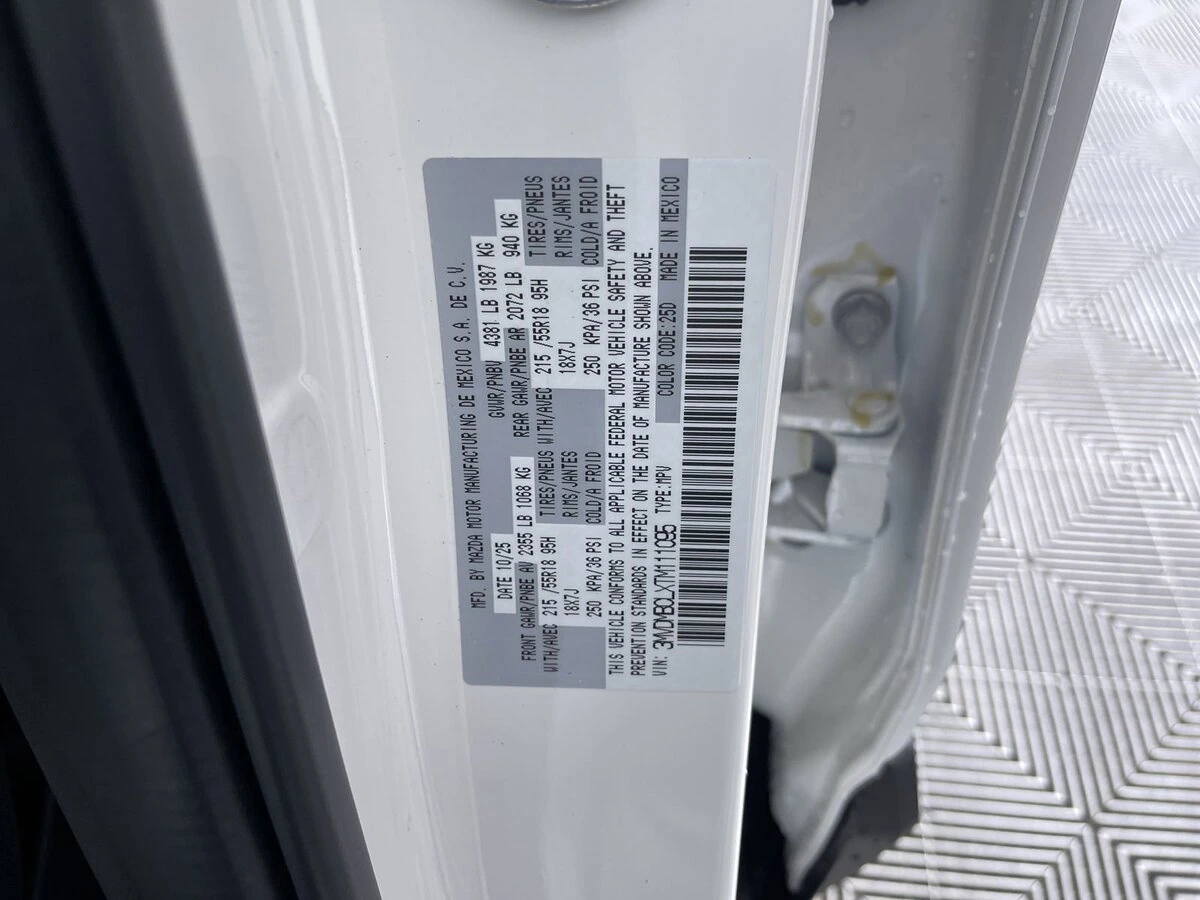 MFD. BY MAZDA MOTOR MANUFACTURING DE MEXICO S.A. DE C.V.
DATE 10/25 GVWR/PNBV 4381 LB 1987 KG
FRONT GAWR/PNBE AV 2355 LB 1068 KG REAR GAWR/PNBE AR 2072 LB 940 KG
WITH/AVEC 215 /55R18 95H TIRES/PNEUS WITH/AVEC 215 /55R18 95H TIRES/PNEUS
18X7J RIMS/JANTES 18X7J RIMS/JANTES
250 KPA/36 PSI COLD/A FROID 250 KPA/36 PSI COLD/A FROID
THIS VEHICLE CONFORMS TO ALL APPLICABLE FEDERAL MOTOR VEHICLE SAFETY AND THEFT
PREVENTION STANDARDS IN EFFECT ON THE DATE OF MANUFACTURE SHOWN ABOVE.
VIN: 3MVDMBCLXTM111095 TYPE:MPV COLOR CODE:25D MADE IN MEXICO